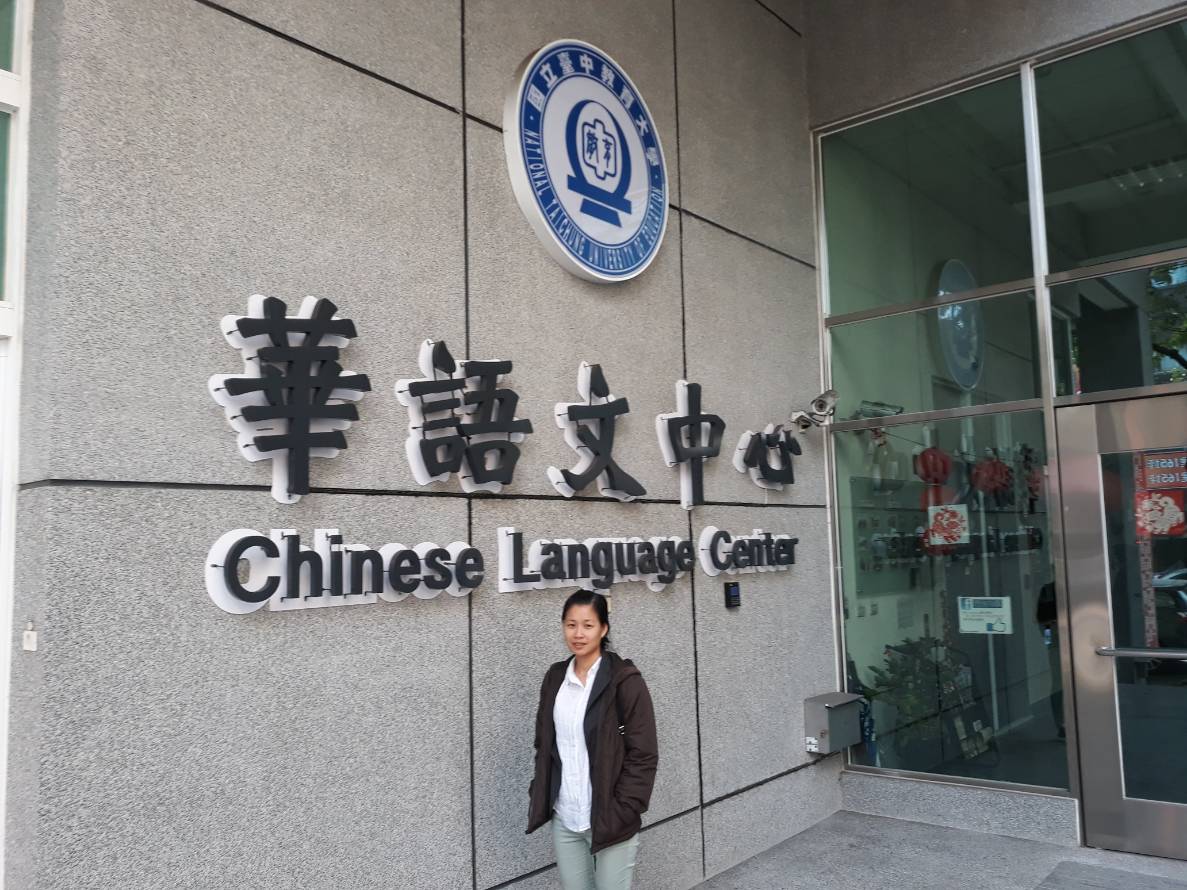 國立臺中教育大學
NATIONAL TAICHUNG UNIVERSITY OF EDUCATION
華語文中心
Chinese Language Center